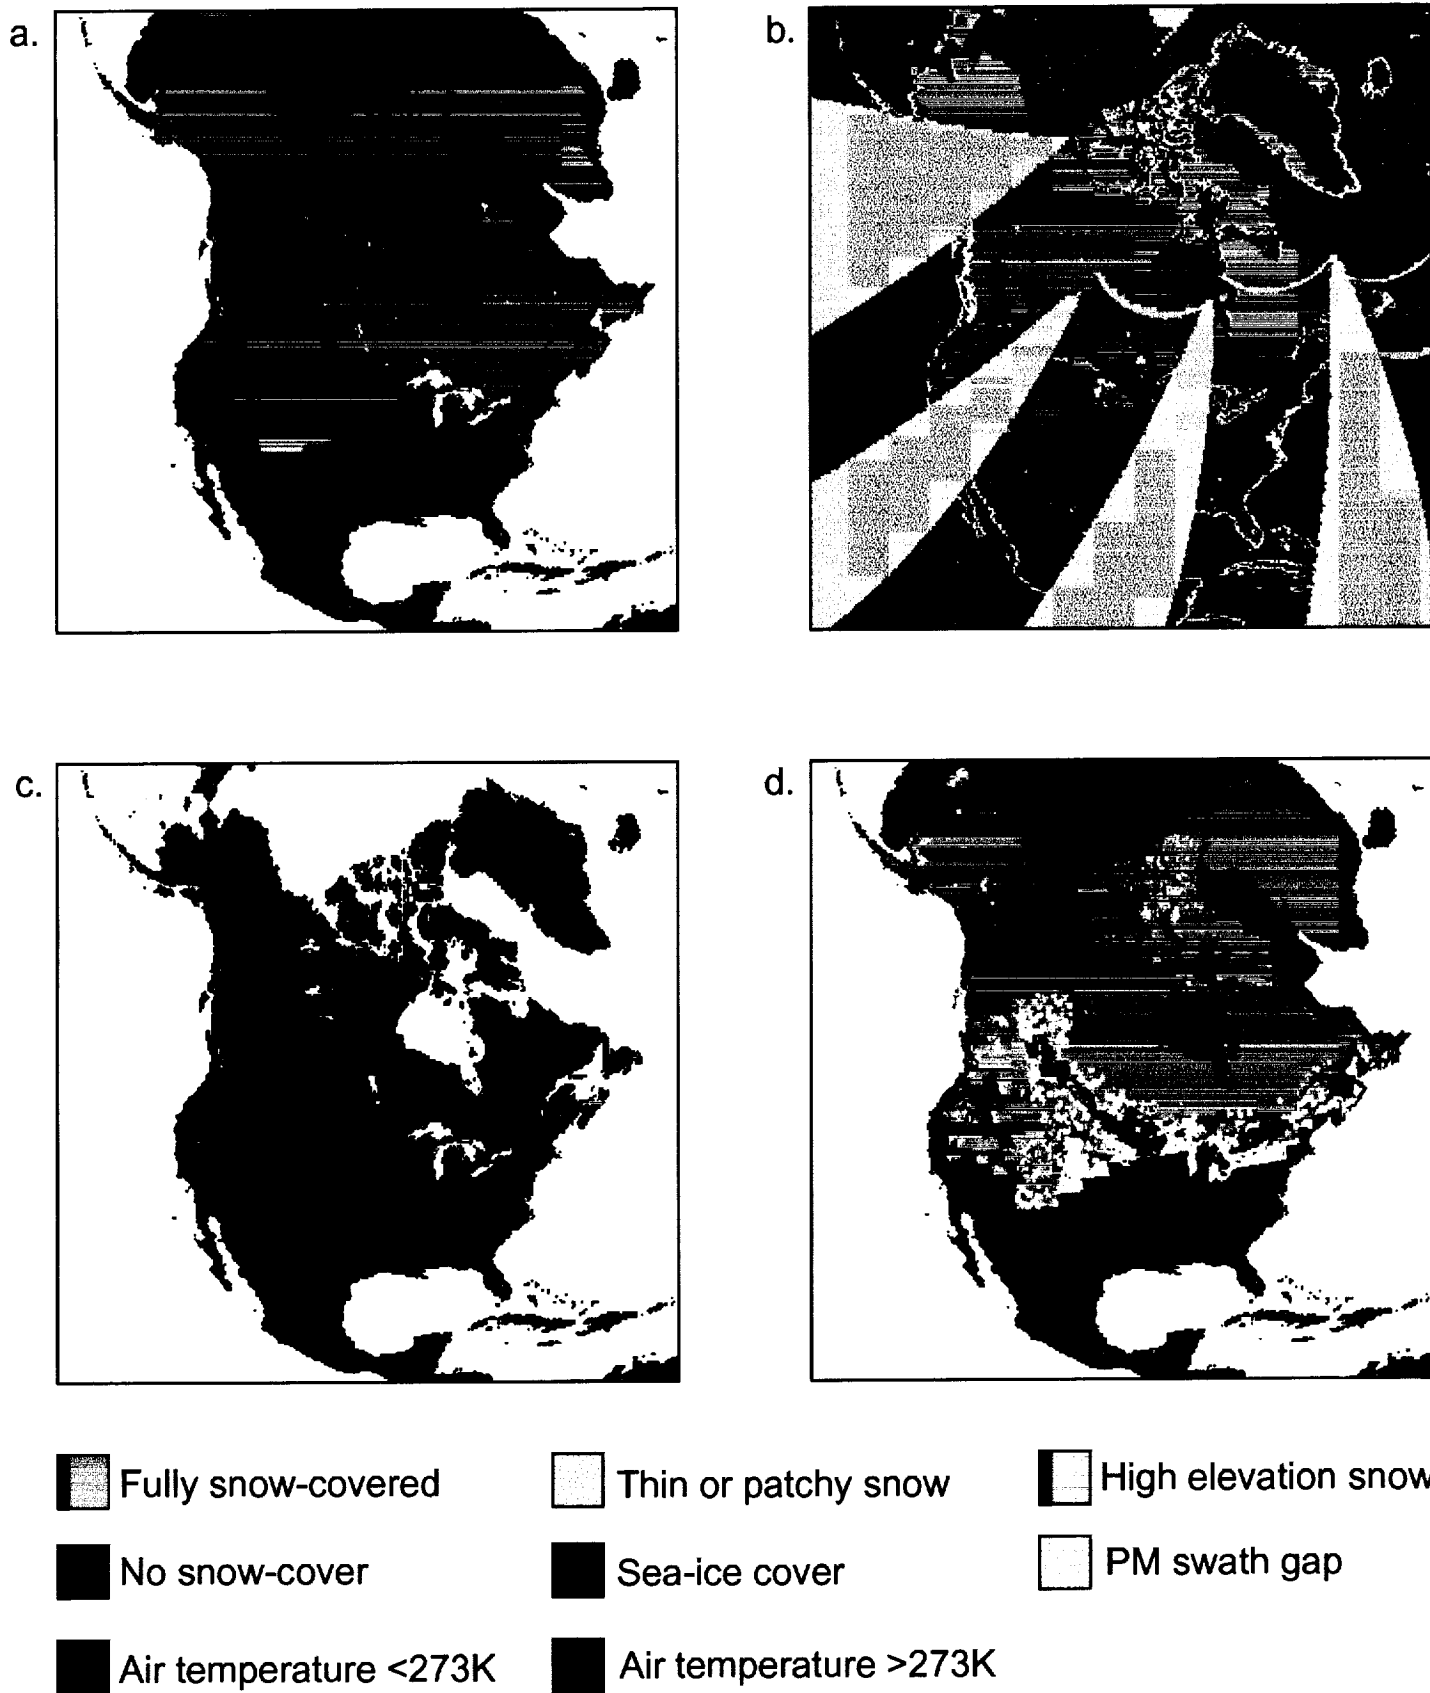 a.
b.
c.
d.
Fully snow-covered
Thin or patchy snow
High elevation snow
No snow-cover
Sea-ice cover
PM swath gap
Air temperature <273K
Air temperature >273K